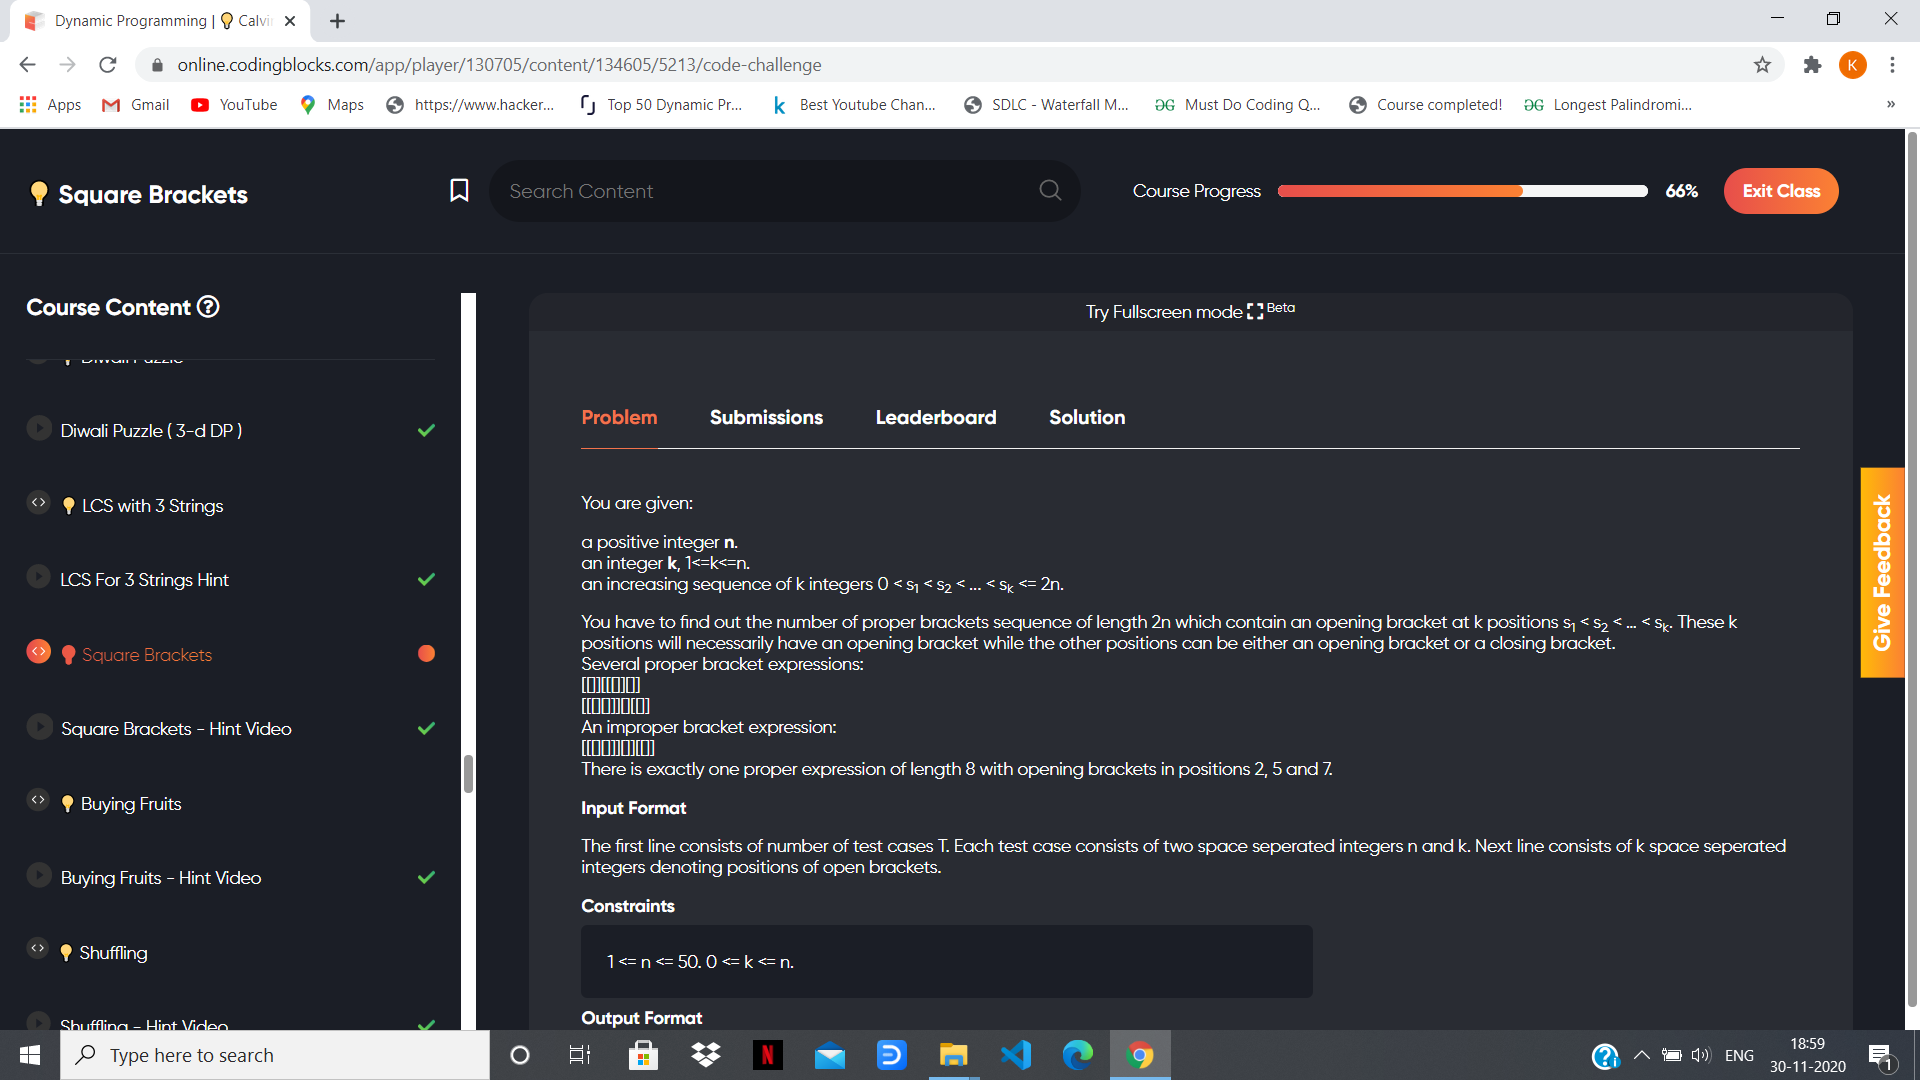 Dynamic Programming | Calvi
online.codingblocks.com/app/player/130705/content/134605/5213/code-challenge
K
Apps Gmail YouTube Maps https://www.hacker... Top 50 Dynamic Pr... Best Youtube Chan... SDLC - Waterfall M... Must Do Coding Q... Course completed! Longest Palindromi... »
Square Brackets
Search Content
Course Progress 66% Exit Class
Course Content
Diwali Puzzle
Diwali Puzzle ( 3-d DP )
LCS with 3 Strings
LCS For 3 Strings Hint
Square Brackets
Square Brackets - Hint Video
Buying Fruits
Buying Fruits - Hint Video
Shuffling
Shuffling - Hint Video
Try Fullscreen mode Beta
Problem Submissions Leaderboard Solution
You are given:
a positive integer n.
an integer k, 1<=k<=n.
an increasing sequence of k integers 0 < s1 < s2 < ... < sk <= 2n.
You have to find out the number of proper brackets sequence of length 2n which contain an opening bracket at k positions s1 < s2 < ... < sk. These k
positions will necessarily have an opening bracket while the other positions can be either an opening bracket or a closing bracket.
Several proper bracket expressions:
[[]][[[]][]]
[[[][]]][][[]]
An improper bracket expression:
[[[][]]][]][[]]
There is exactly one proper expression of length 8 with opening brackets in positions 2, 5 and 7.
Input Format
The first line consists of number of test cases T. Each test case consists of two space seperated integers n and k. Next line consists of k space seperated
integers denoting positions of open brackets.
Constraints
1 <= n <= 50. 0 <= k <= n.
Output Format
Give Feedback
Type here to search
ENG
18:59
30-11-2020
1